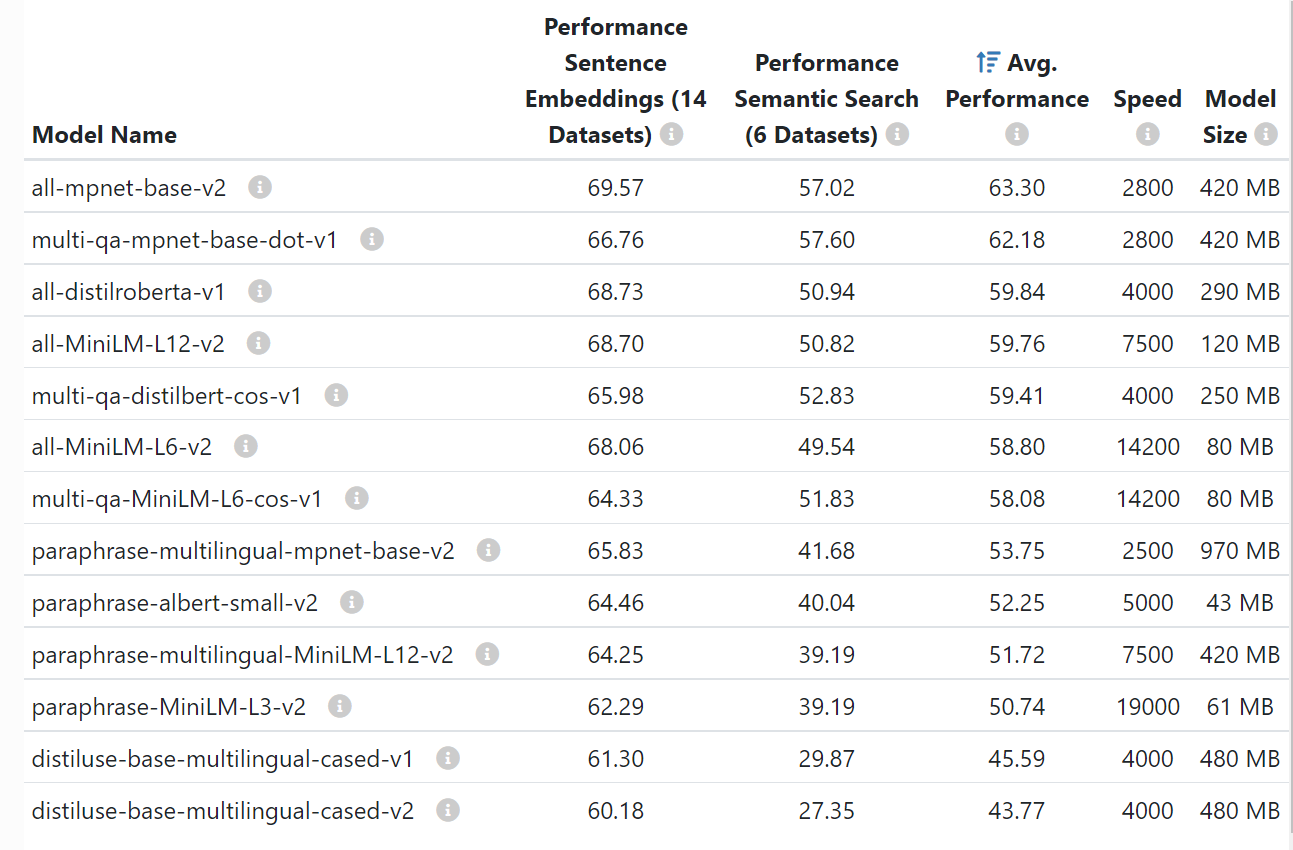 Performance
Sentence Performance Avg.
Embeddings (14 Semantic Search Performance Speed Model
Model Name Datasets) (6 Datasets) Size
all-mpnet-base-v2 69.57 57.02 63.30 2800 420 MB
multi-qa-mpnet-base-dot-v1 66.76 57.60 62.18 2800 420 MB
all-distilroberta-v1 68.73 50.94 59.84 4000 290 MB
all-MiniLM-L12-v2 68.70 50.82 59.76 7500 120 MB
multi-qa-distilbert-cos-v1 65.98 52.83 59.41 4000 250 MB
all-MiniLM-L6-v2 68.06 49.54 58.80 14200 80 MB
multi-qa-MiniLM-L6-cos-v1 64.33 51.83 58.08 14200 80 MB
paraphrase-multilingual-mpnet-base-v2 65.83 41.68 53.75 2500 970 MB
paraphrase-albert-small-v2 64.46 40.04 52.25 5000 43 MB
paraphrase-multilingual-MiniLM-L12-v2 64.25 39.19 51.72 7500 420 MB
paraphrase-MiniLM-L3-v2 62.29 39.19 50.74 19000 61 MB
distiluse-base-multilingual-cased-v1 61.30 29.87 45.59 4000 480 MB
distiluse-base-multilingual-cased-v2 60.18 27.35 43.77 4000 480 MB